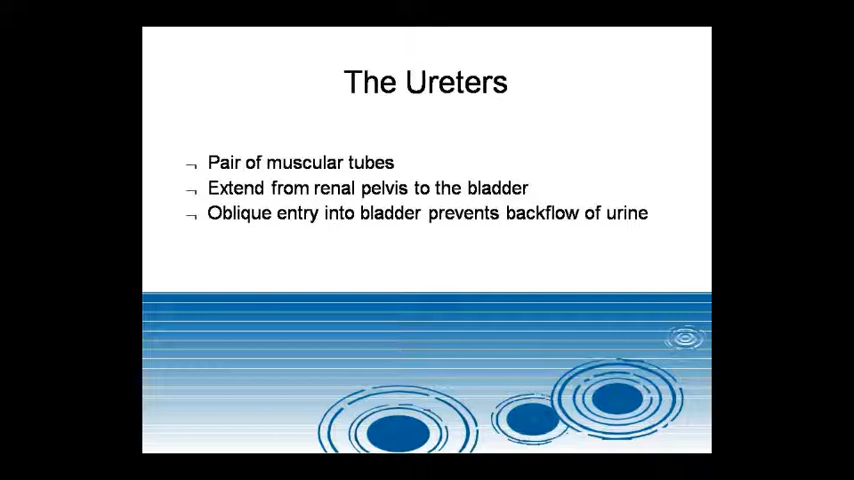 The Ureters
¬ Pair of muscular tubes
¬ Extend from renal pelvis to the bladder
¬ Oblique entry into bladder prevents backflow of urine